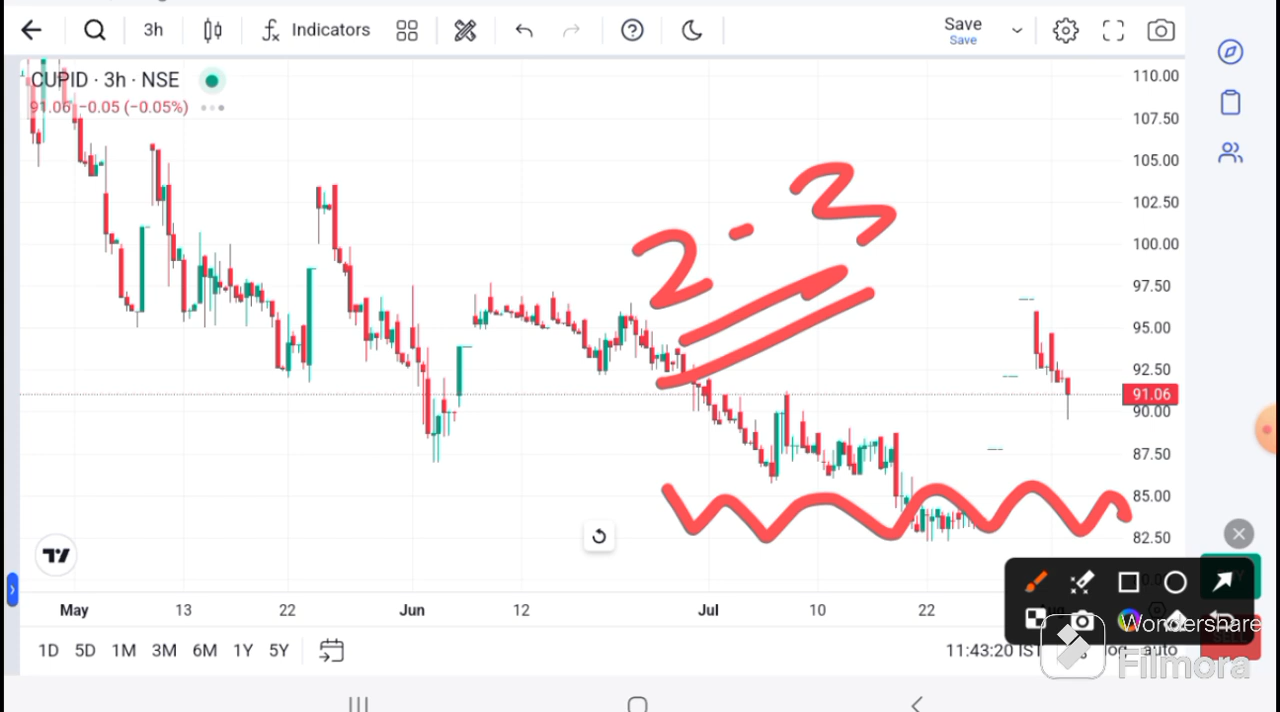 3h
Indicators
Save
Save
CUPID · 3h · NSE
91.06 −0.05 (−0.05%)
110.00
107.50
105.00
102.50
100.00
97.50
95.00
92.50
91.06
90.00
87.50
85.00
82.50
2-3
May
13
22
Jun
12
Jul
10
22
1D
5D
1M
3M
6M
1Y
5Y
11:43:20 IST
auto
Wondershare
Filmora